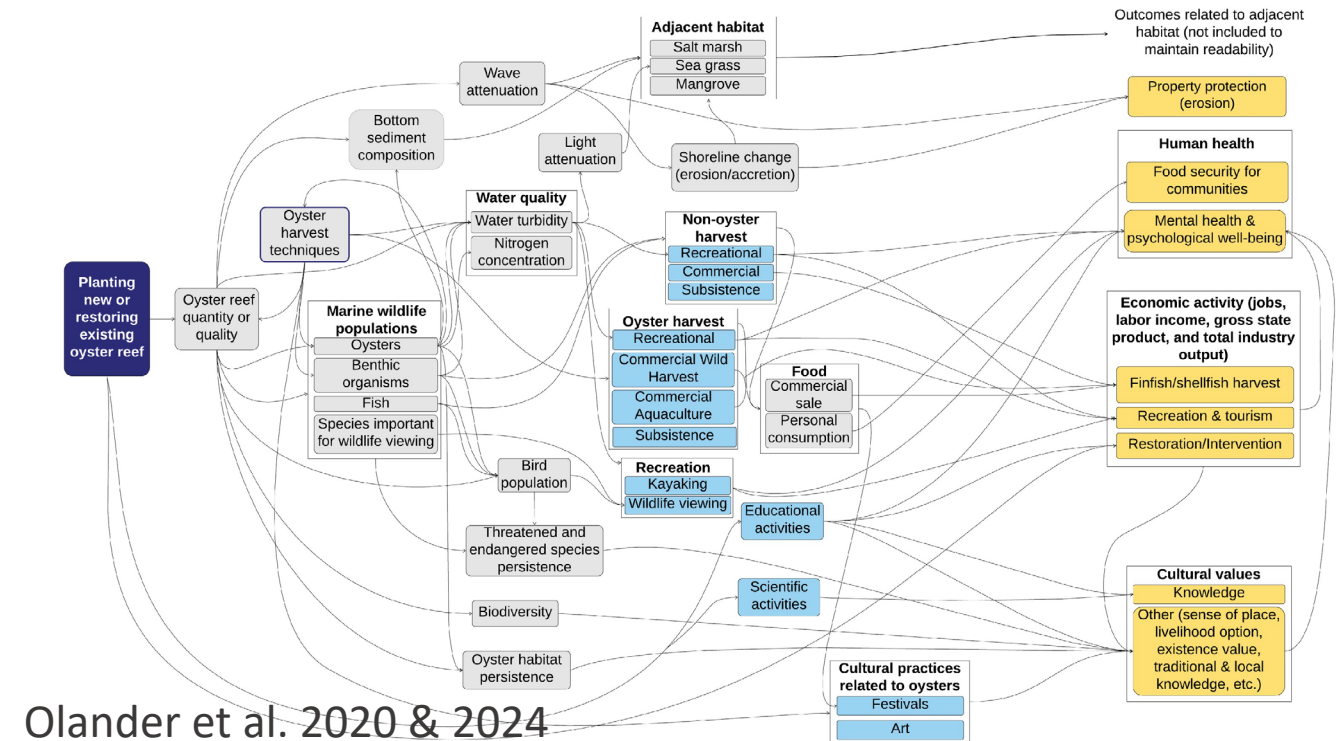 Planting
new or
restoring
existing
oyster reef
Oyster reef
quantity or
quality
Oyster
harvest
techniques
Bottom
sediment
composition
Wave
attenuation
Light
attenuation
Adjacent habitat
Salt marsh
Sea grass
Mangrove
Shoreline change
(erosion/accretion)
Water quality
Water turbidity
Nitrogen
concentration
Marine wildlife
populations
Oysters
Benthic
organisms
Fish
Species important
for wildlife viewing
Bird
population
Threatened and
endangered species
persistence
Biodiversity
Oyster habitat
persistence
Non-oyster
harvest
Recreational
Commercial
Subsistence
Oyster harvest
Recreational
Commercial Wild
Harvest
Commercial
Aquaculture
Subsistence
Food
Commercial
sale
Personal
consumption
Recreation
Kayaking
Wildlife viewing
Educational
activities
Scientific
activities
Cultural practices
related to oysters
Festivals
Art
Outcomes related to adjacent
habitat (not included to
maintain readability)
Property protection
(erosion)
Human health
Food security for
communities
Mental health &
psychological well-being
Economic activity (jobs,
labor income, gross state
product, and total industry
output)
Finfish/shellfish harvest
Recreation & tourism
Restoration/Intervention
Cultural values
Knowledge
Other (sense of place,
livelihood option,
existence value,
traditional & local
knowledge, etc.)
Olander et al. 2020 & 2024